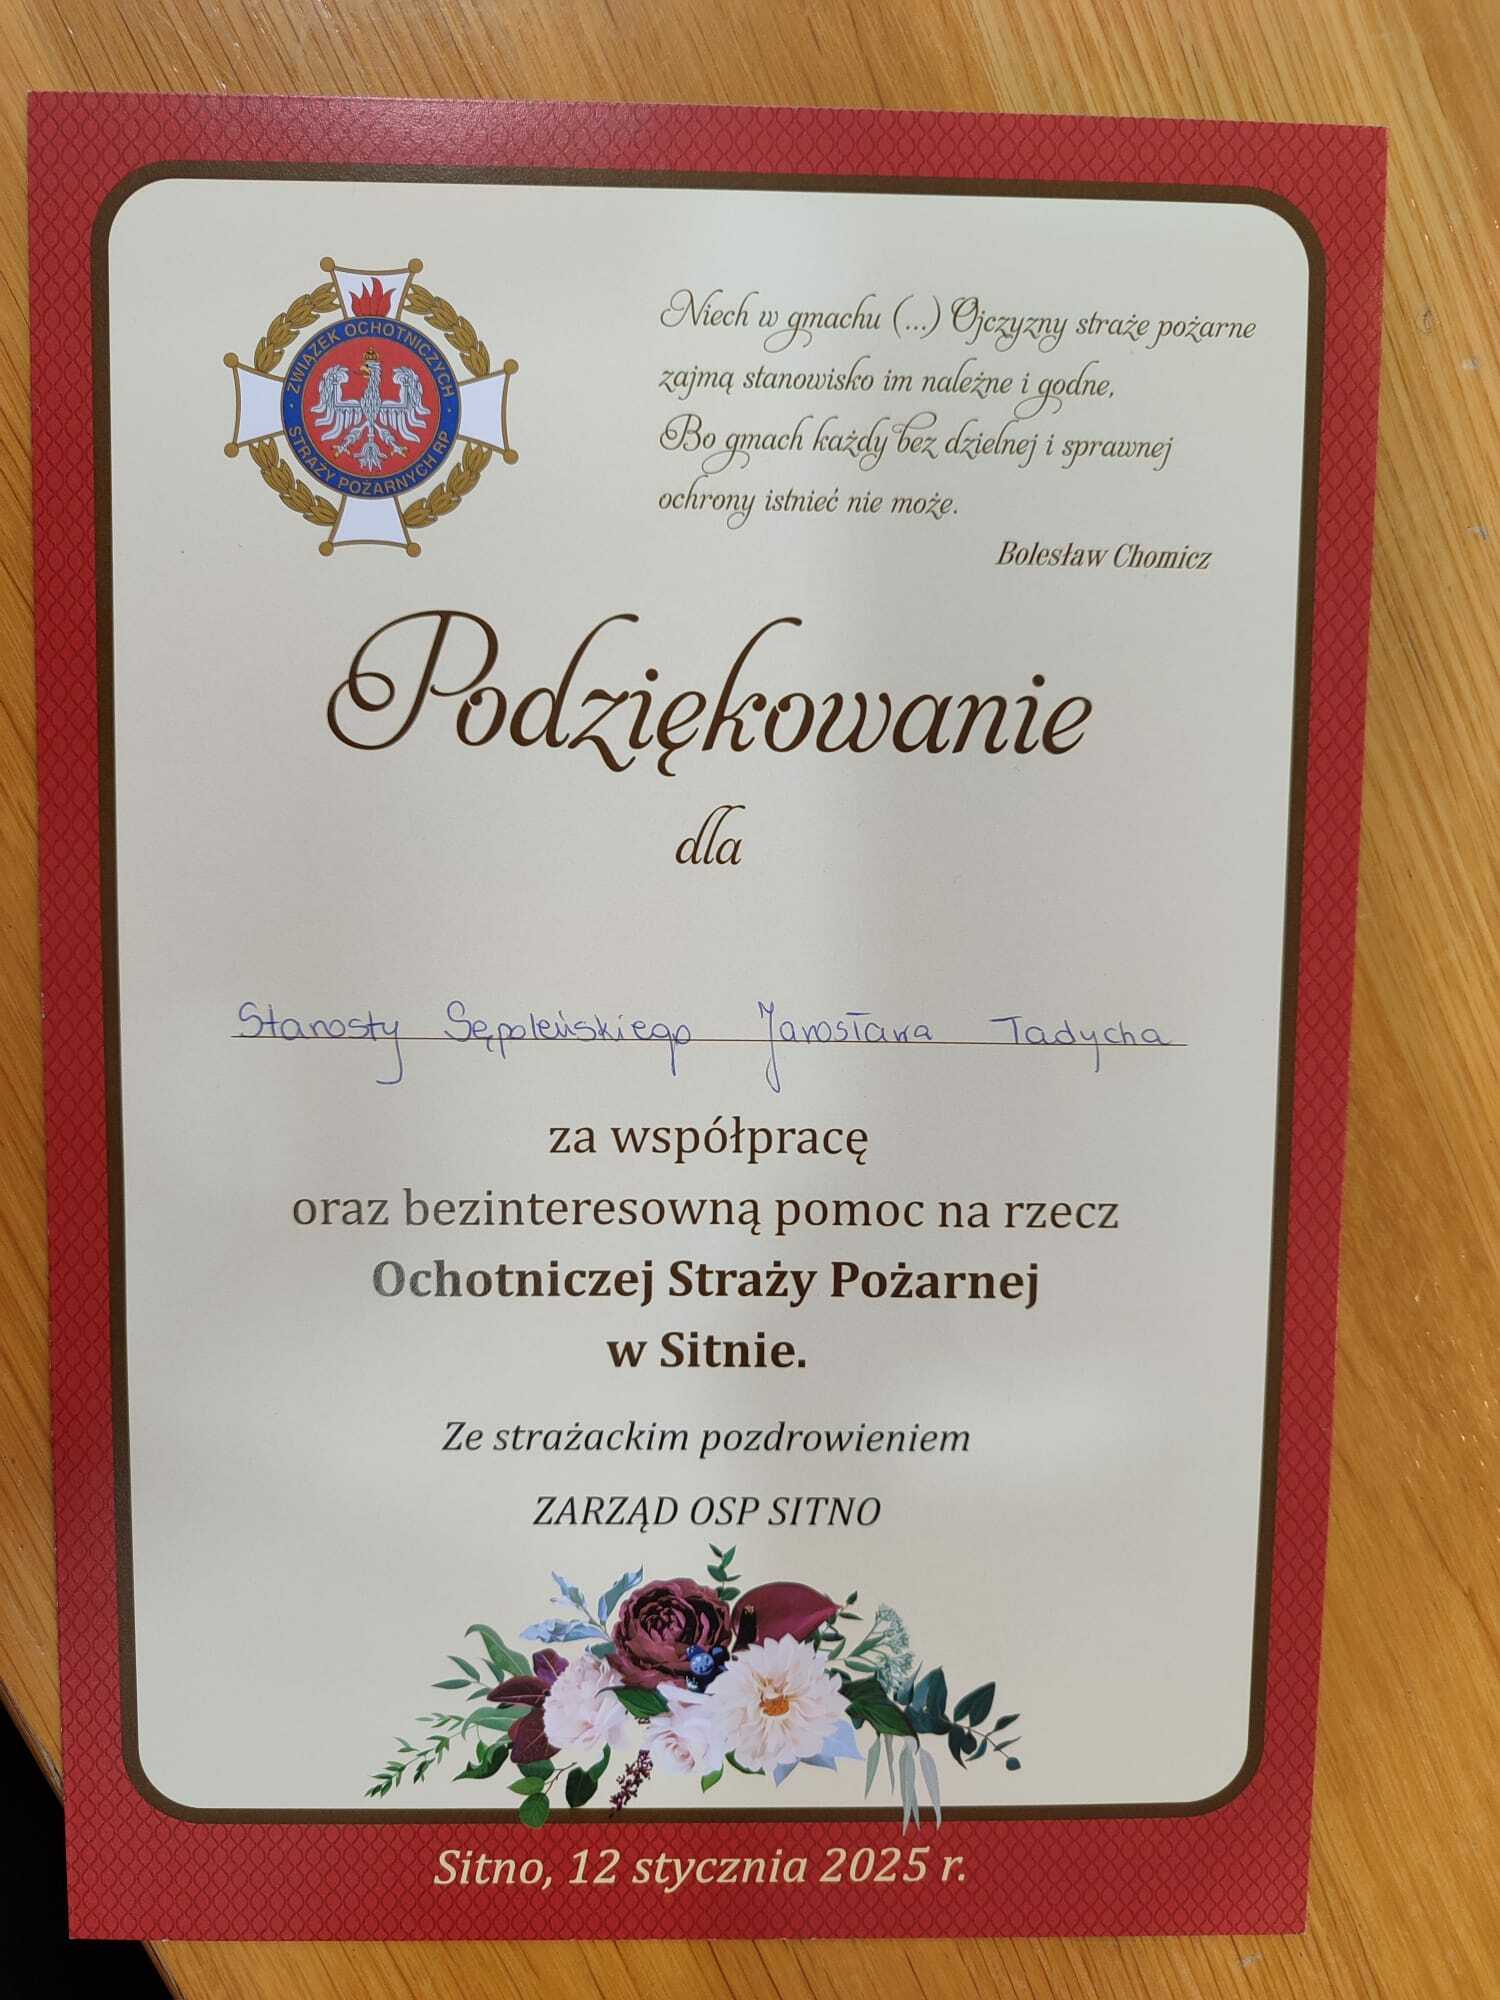 ZWIĄZEK OCHOTNICZYCH
STRAŻY POŻARNYCH RP
Niech w gmachu (...) Ojczyzny straże pożarne
zajmą stanowisko im należne i godne,
Bo gmach każdy bez dzielnej i sprawnej
ochrony istnieć nie może.
Bolesław Chomicz
Podziękowanie
dla
Starosty Sępoleńskiego Jarosława Tadycha
za współpracę
oraz bezinteresowną pomoc na rzecz
Ochotniczej Straży Pożarnej
w Sitnie.
Ze strażackim pozdrowieniem
ZARZĄD OSP SITNO
Sitno, 12 stycznia 2025 r.